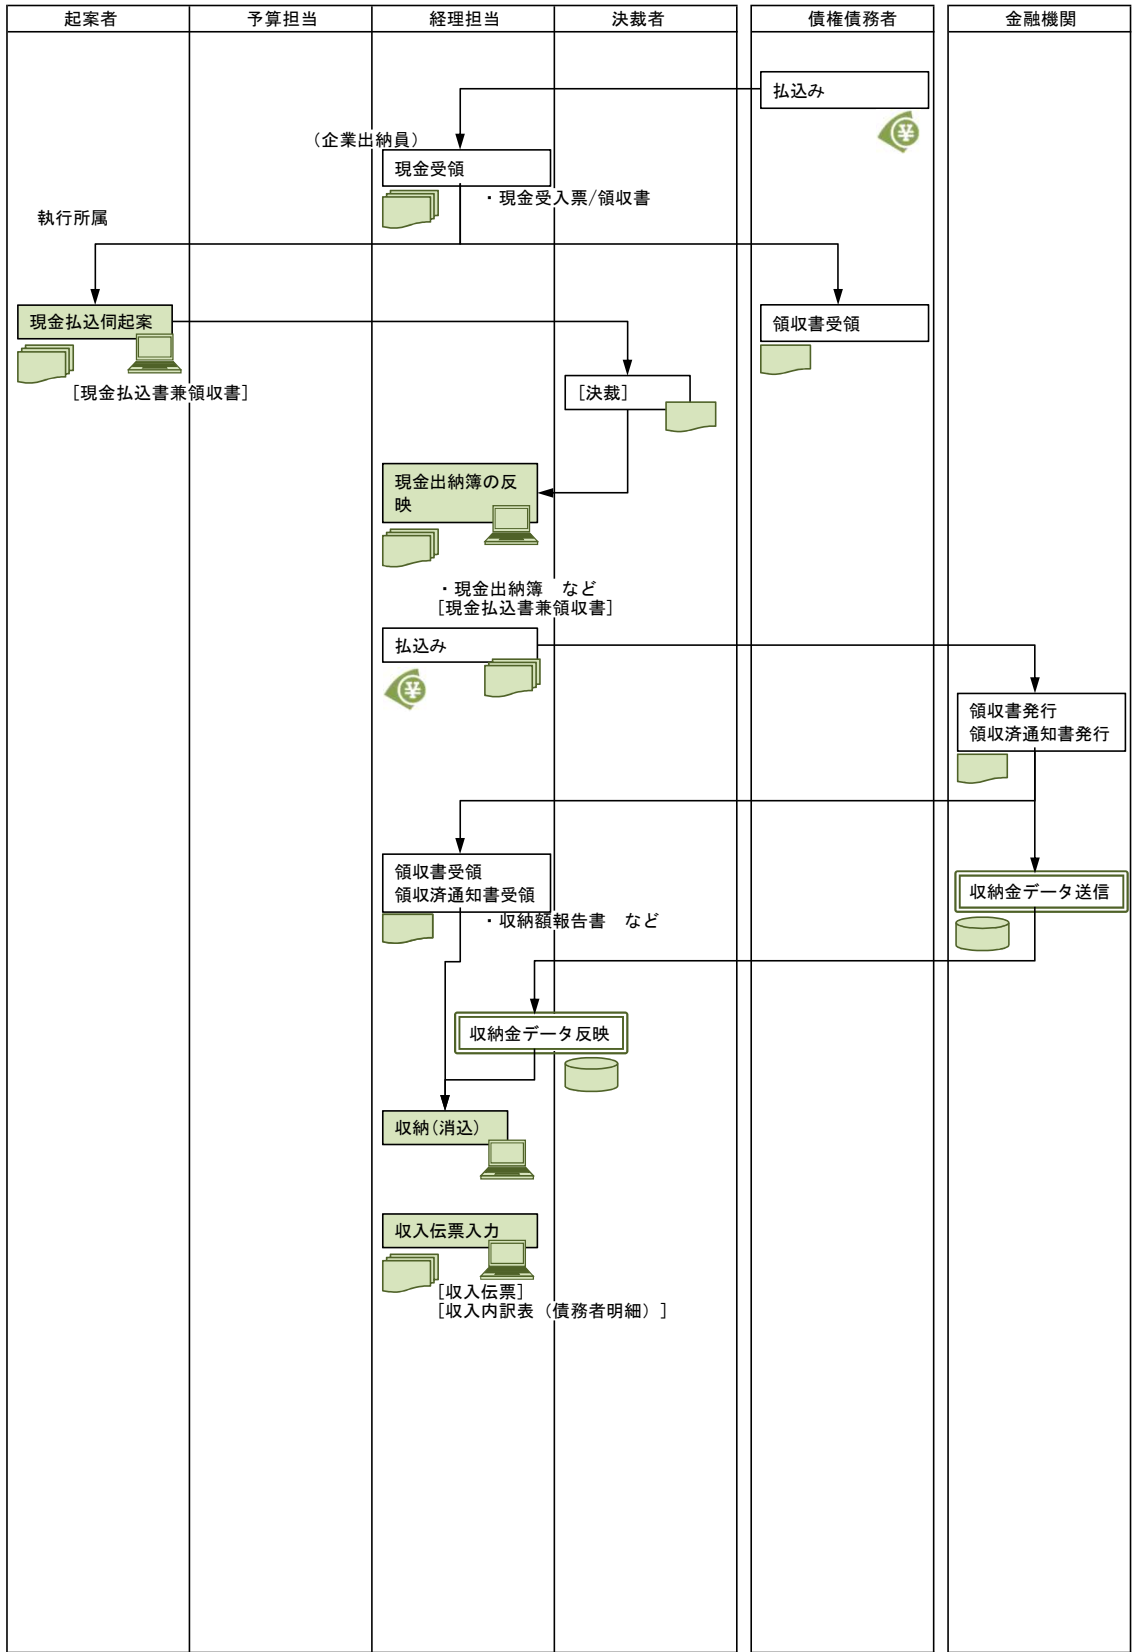 起案者
予算担当
経理担当
決裁者
債権債務者
金融機関
払込み
(企業出納員)
現金受領
・現金受入票/領収書
執行所属
現金払込伺起案
[現金払込書兼領収書]
領収書受領
[決裁]
現金出納簿の反
映
・現金出納簿　など
[現金払込書兼領収書]
払込み
領収書発行
領収済通知書発行
領収書受領
領収済通知書受領
・収納額報告書　など
収納金データ送信
収納金データ反映
収納(消込)
収入伝票入力
[収入伝票]
[収入内訳表（債務者明細）]